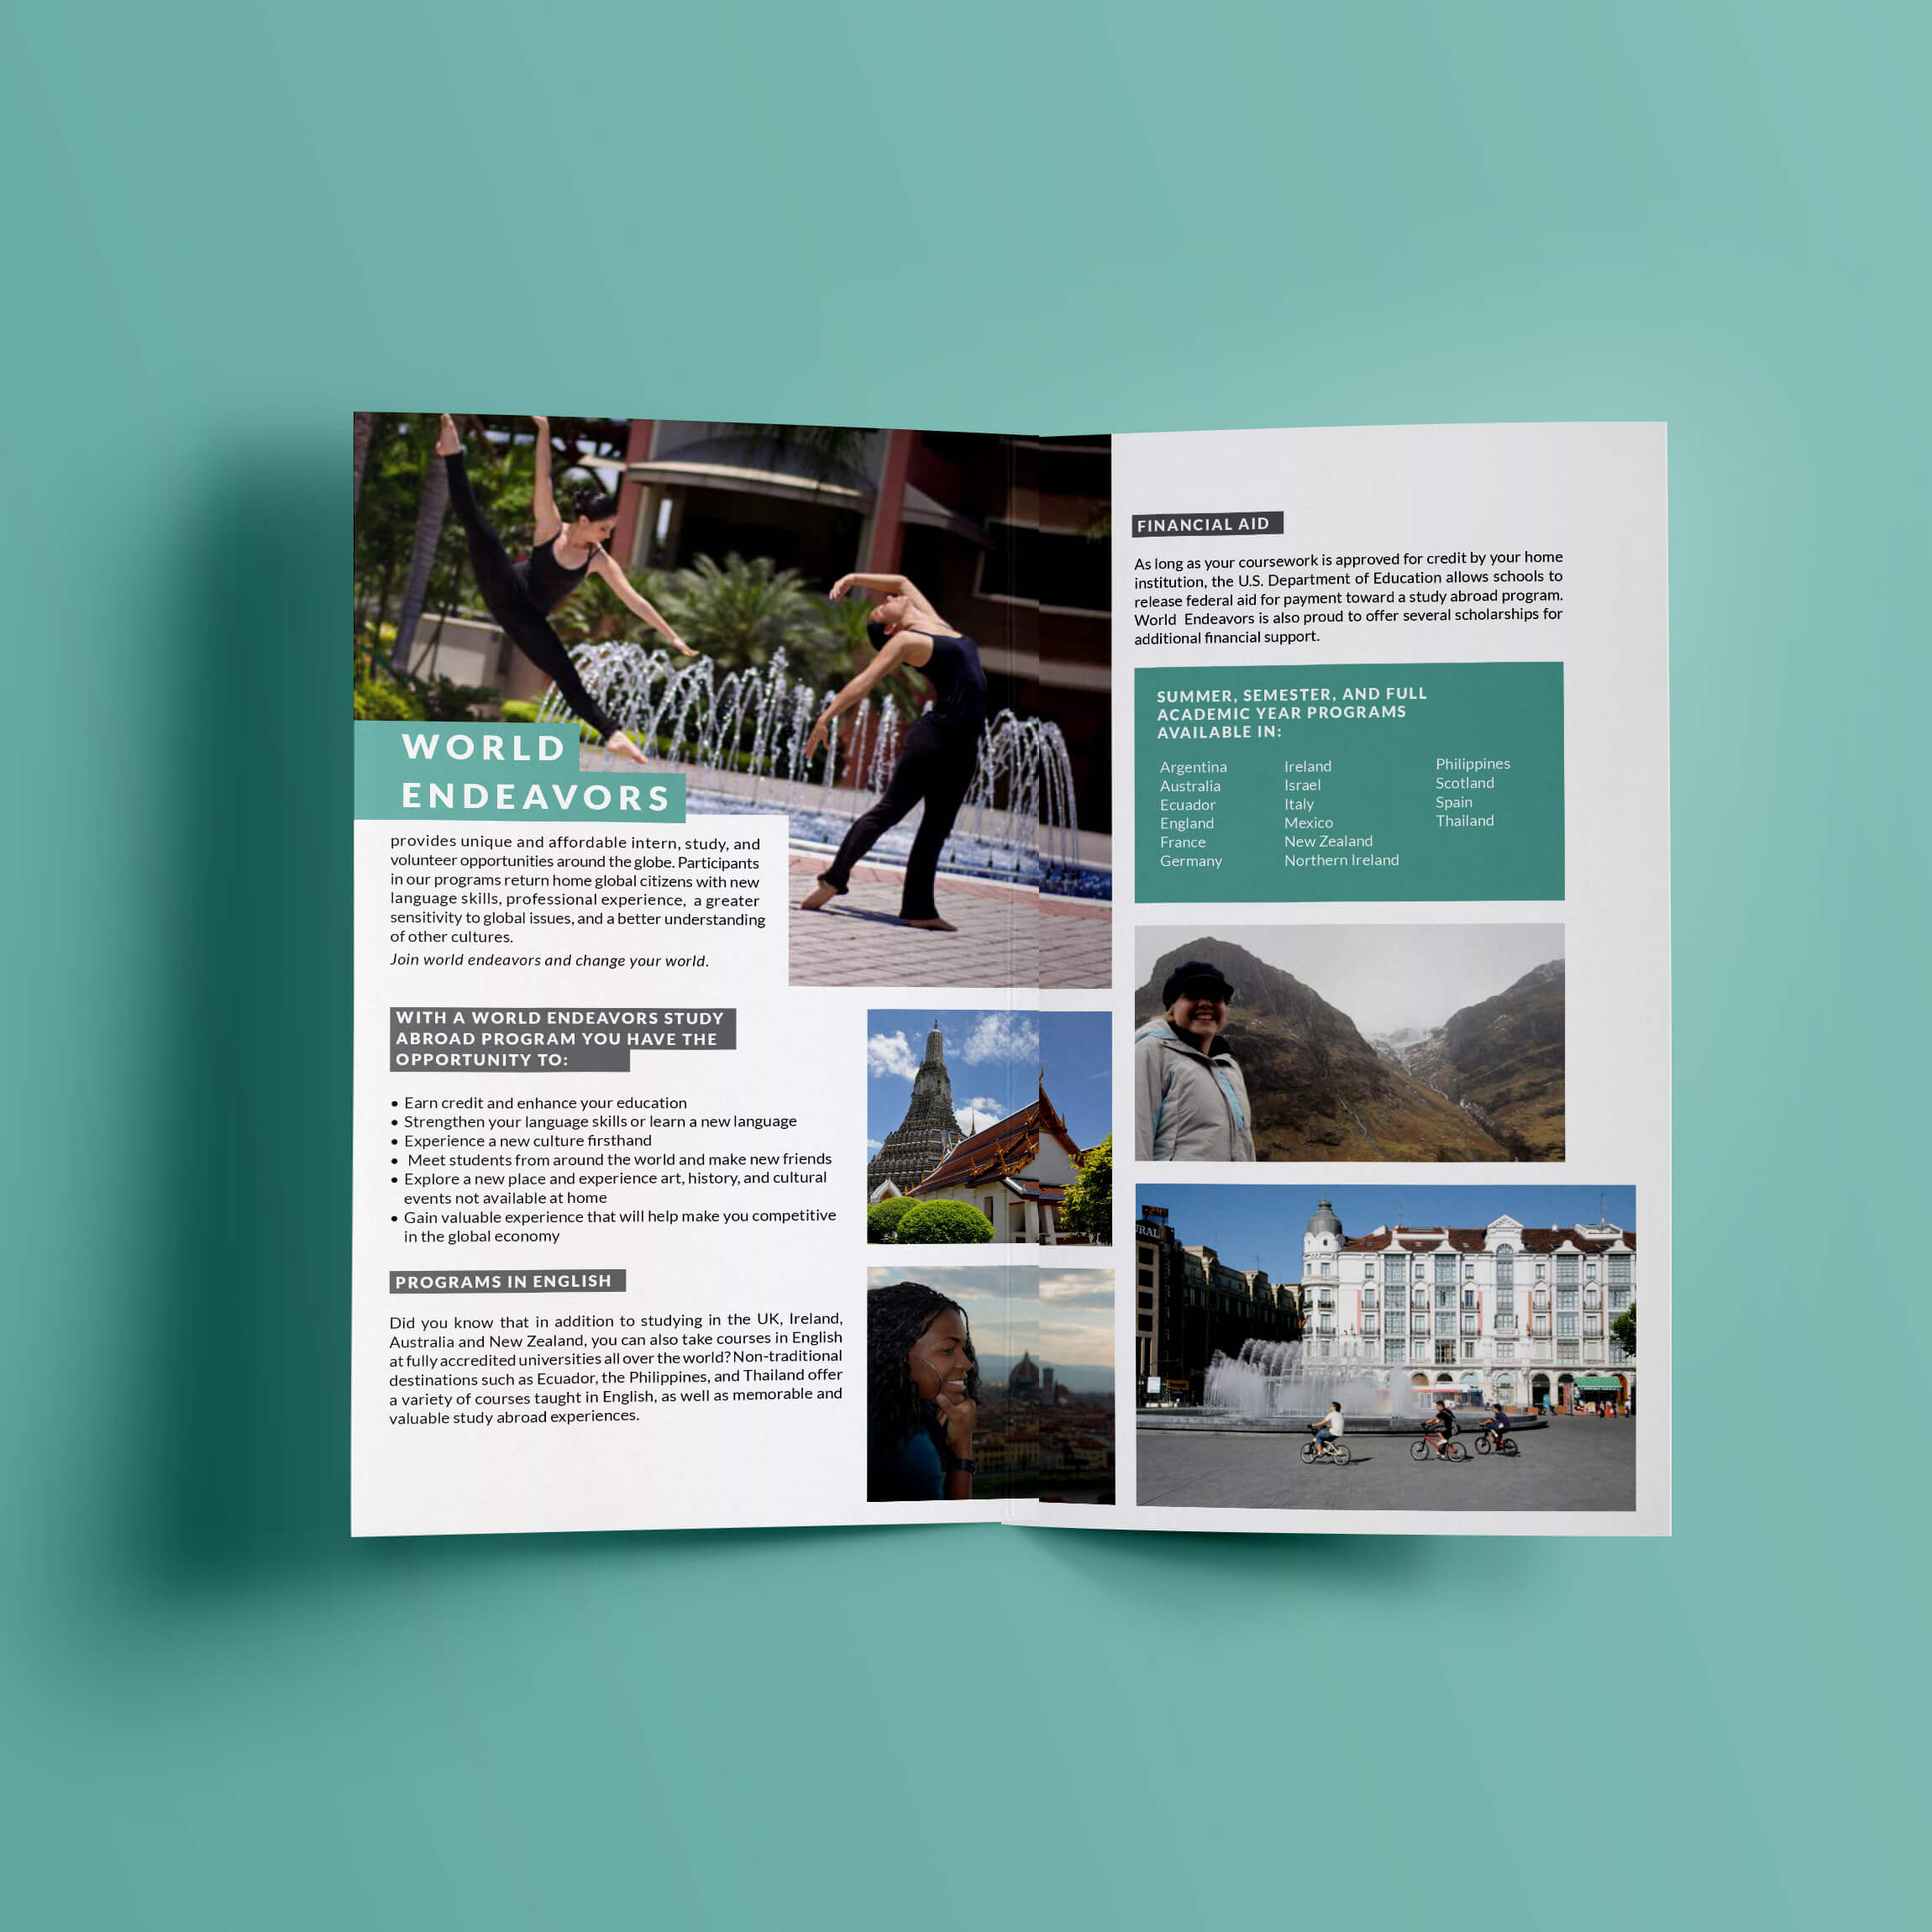 WORLD
ENDEAVORS
provides unique and affordable intern, study, and
volunteer opportunities around the globe. Participants
in our programs return home global citizens with new
language skills, professional experience, a greater
sensitivity to global issues, and a better understanding
of other cultures.
Join world endeavors and change your world.
WITH A WORLD ENDEAVORS STUDY
ABROAD PROGRAM YOU HAVE THE
OPPORTUNITY TO:
• Earn credit and enhance your education
• Strengthen your language skills or learn a new language
• Experience a new culture firsthand
• Meet students from around the world and make new friends
• Explore a new place and experience art, history, and cultural
events not available at home
• Gain valuable experience that will help make you competitive
in the global economy
PROGRAMS IN ENGLISH
Did you know that in addition to studying in the UK, Ireland,
Australia and New Zealand, you can also take courses in English
at fully accredited universities all over the world? Non-traditional
destinations such as Ecuador, the Philippines, and Thailand offer
a variety of courses taught in English, as well as memorable and
valuable study abroad experiences.
FINANCIAL AID
As long as your coursework is approved for credit by your home
institution, the U.S. Department of Education allows schools to
release federal aid for payment toward a study abroad program.
World Endeavors is also proud to offer several scholarships for
additional financial support.
SUMMER, SEMESTER, AND FULL
ACADEMIC YEAR PROGRAMS
AVAILABLE IN:
Argentina
Australia
Ecuador
England
France
Germany
Ireland
Israel
Italy
Mexico
New Zealand
Northern Ireland
Philippines
Scotland
Spain
Thailand